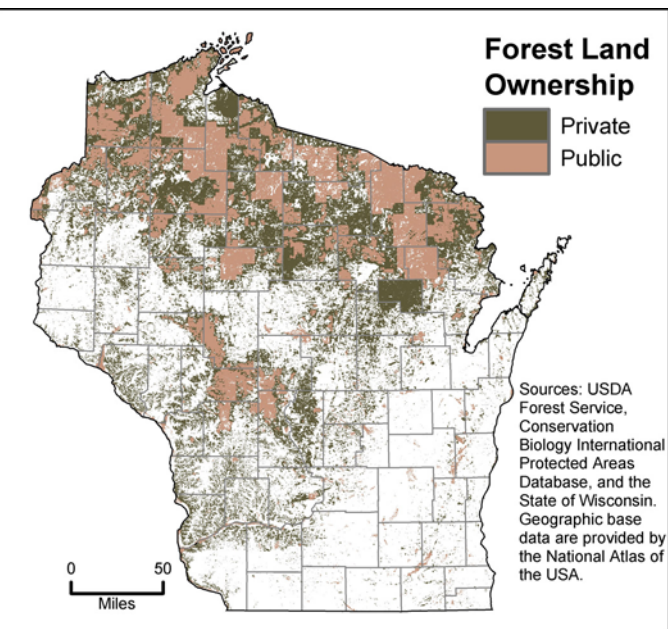 Forest Land
Ownership
Private
Public
Sources: USDA
Forest Service,
Conservation
Biology International
Protected Areas
Database, and the
State of Wisconsin.
Geographic base
data are provided by
the National Atlas of
the USA.
0 50
Miles